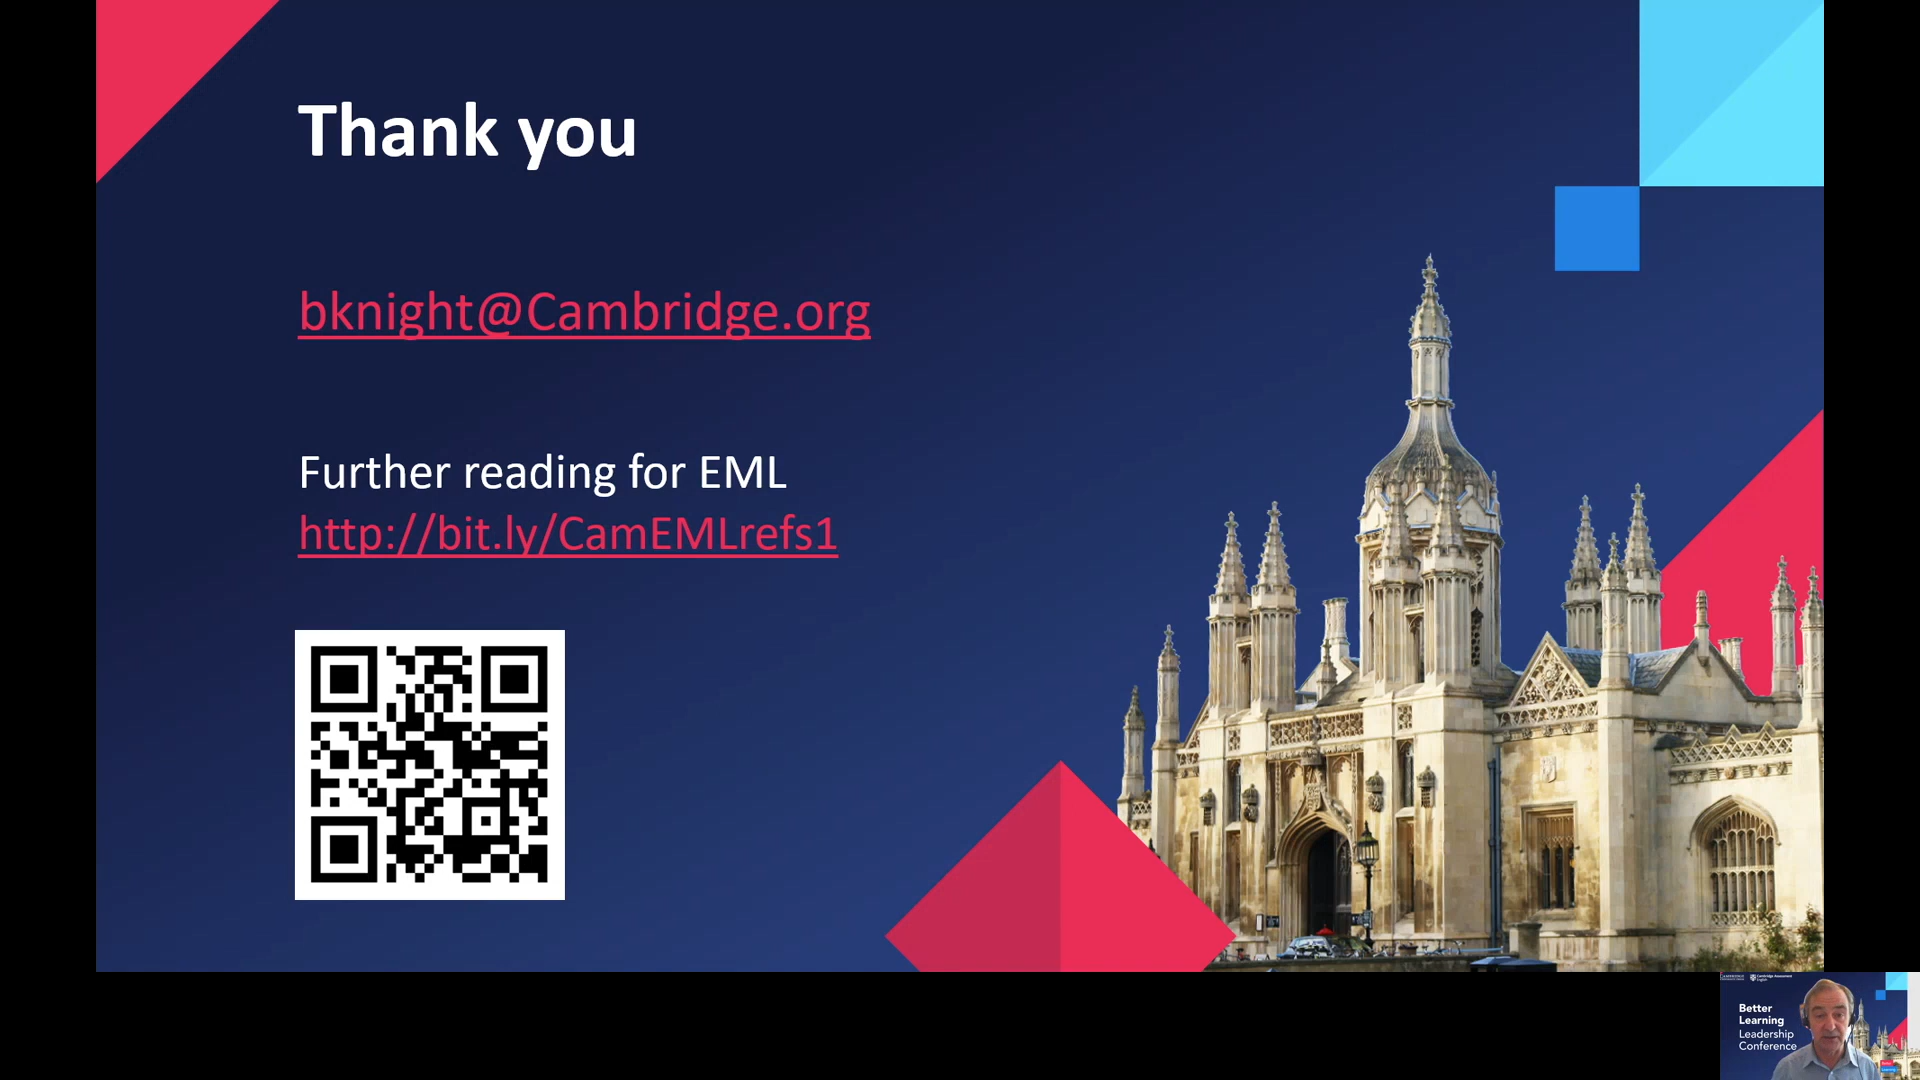 Thank you
bknight@Cambridge.org
Further reading for EML
http://bit.ly/CamEMLrefs1
Better
Learning
Leadership
Conference